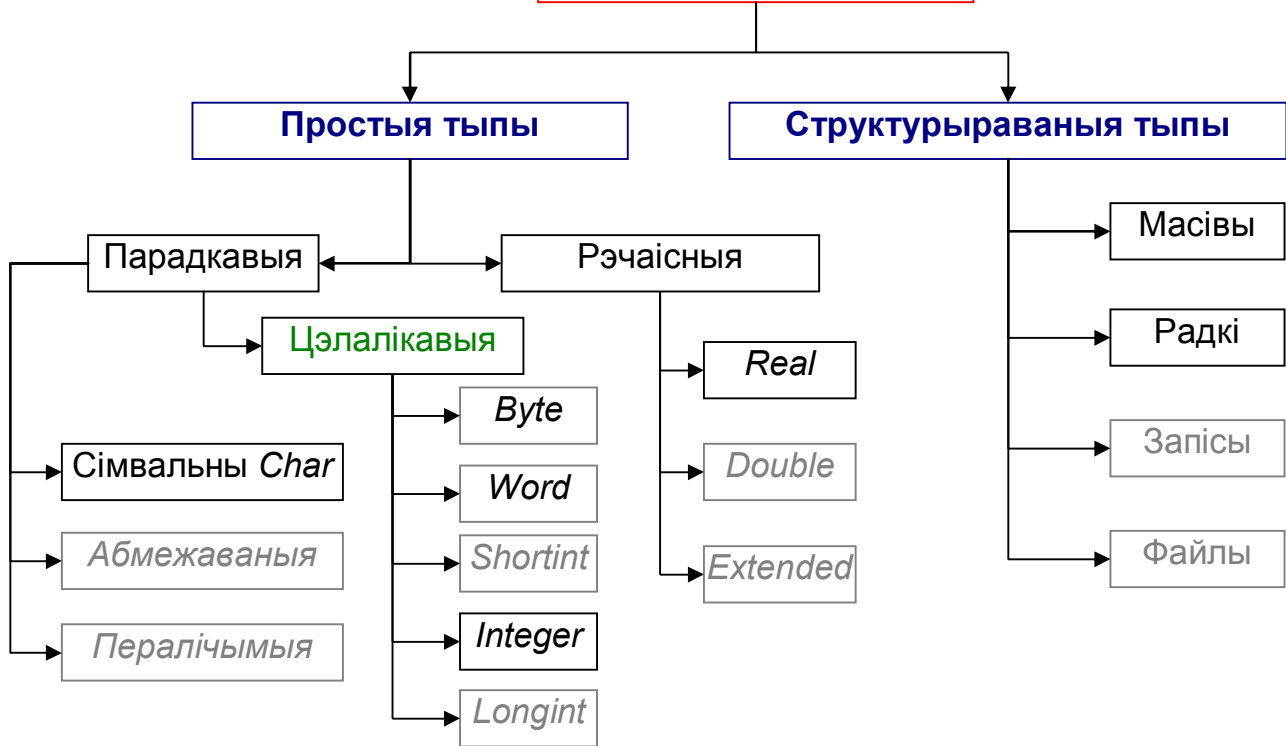 Простыя тыпы
Структурыраваныя тыпы
Парадкавыя
Рэчаісныя
Масівы
Цэлалікавыя
Радкі
Real
Byte
Сімвальны Char
Word
Double
Запісы
Абмежаваныя
Shortint
Extended
Файлы
Пералічымыя
Integer
Longint